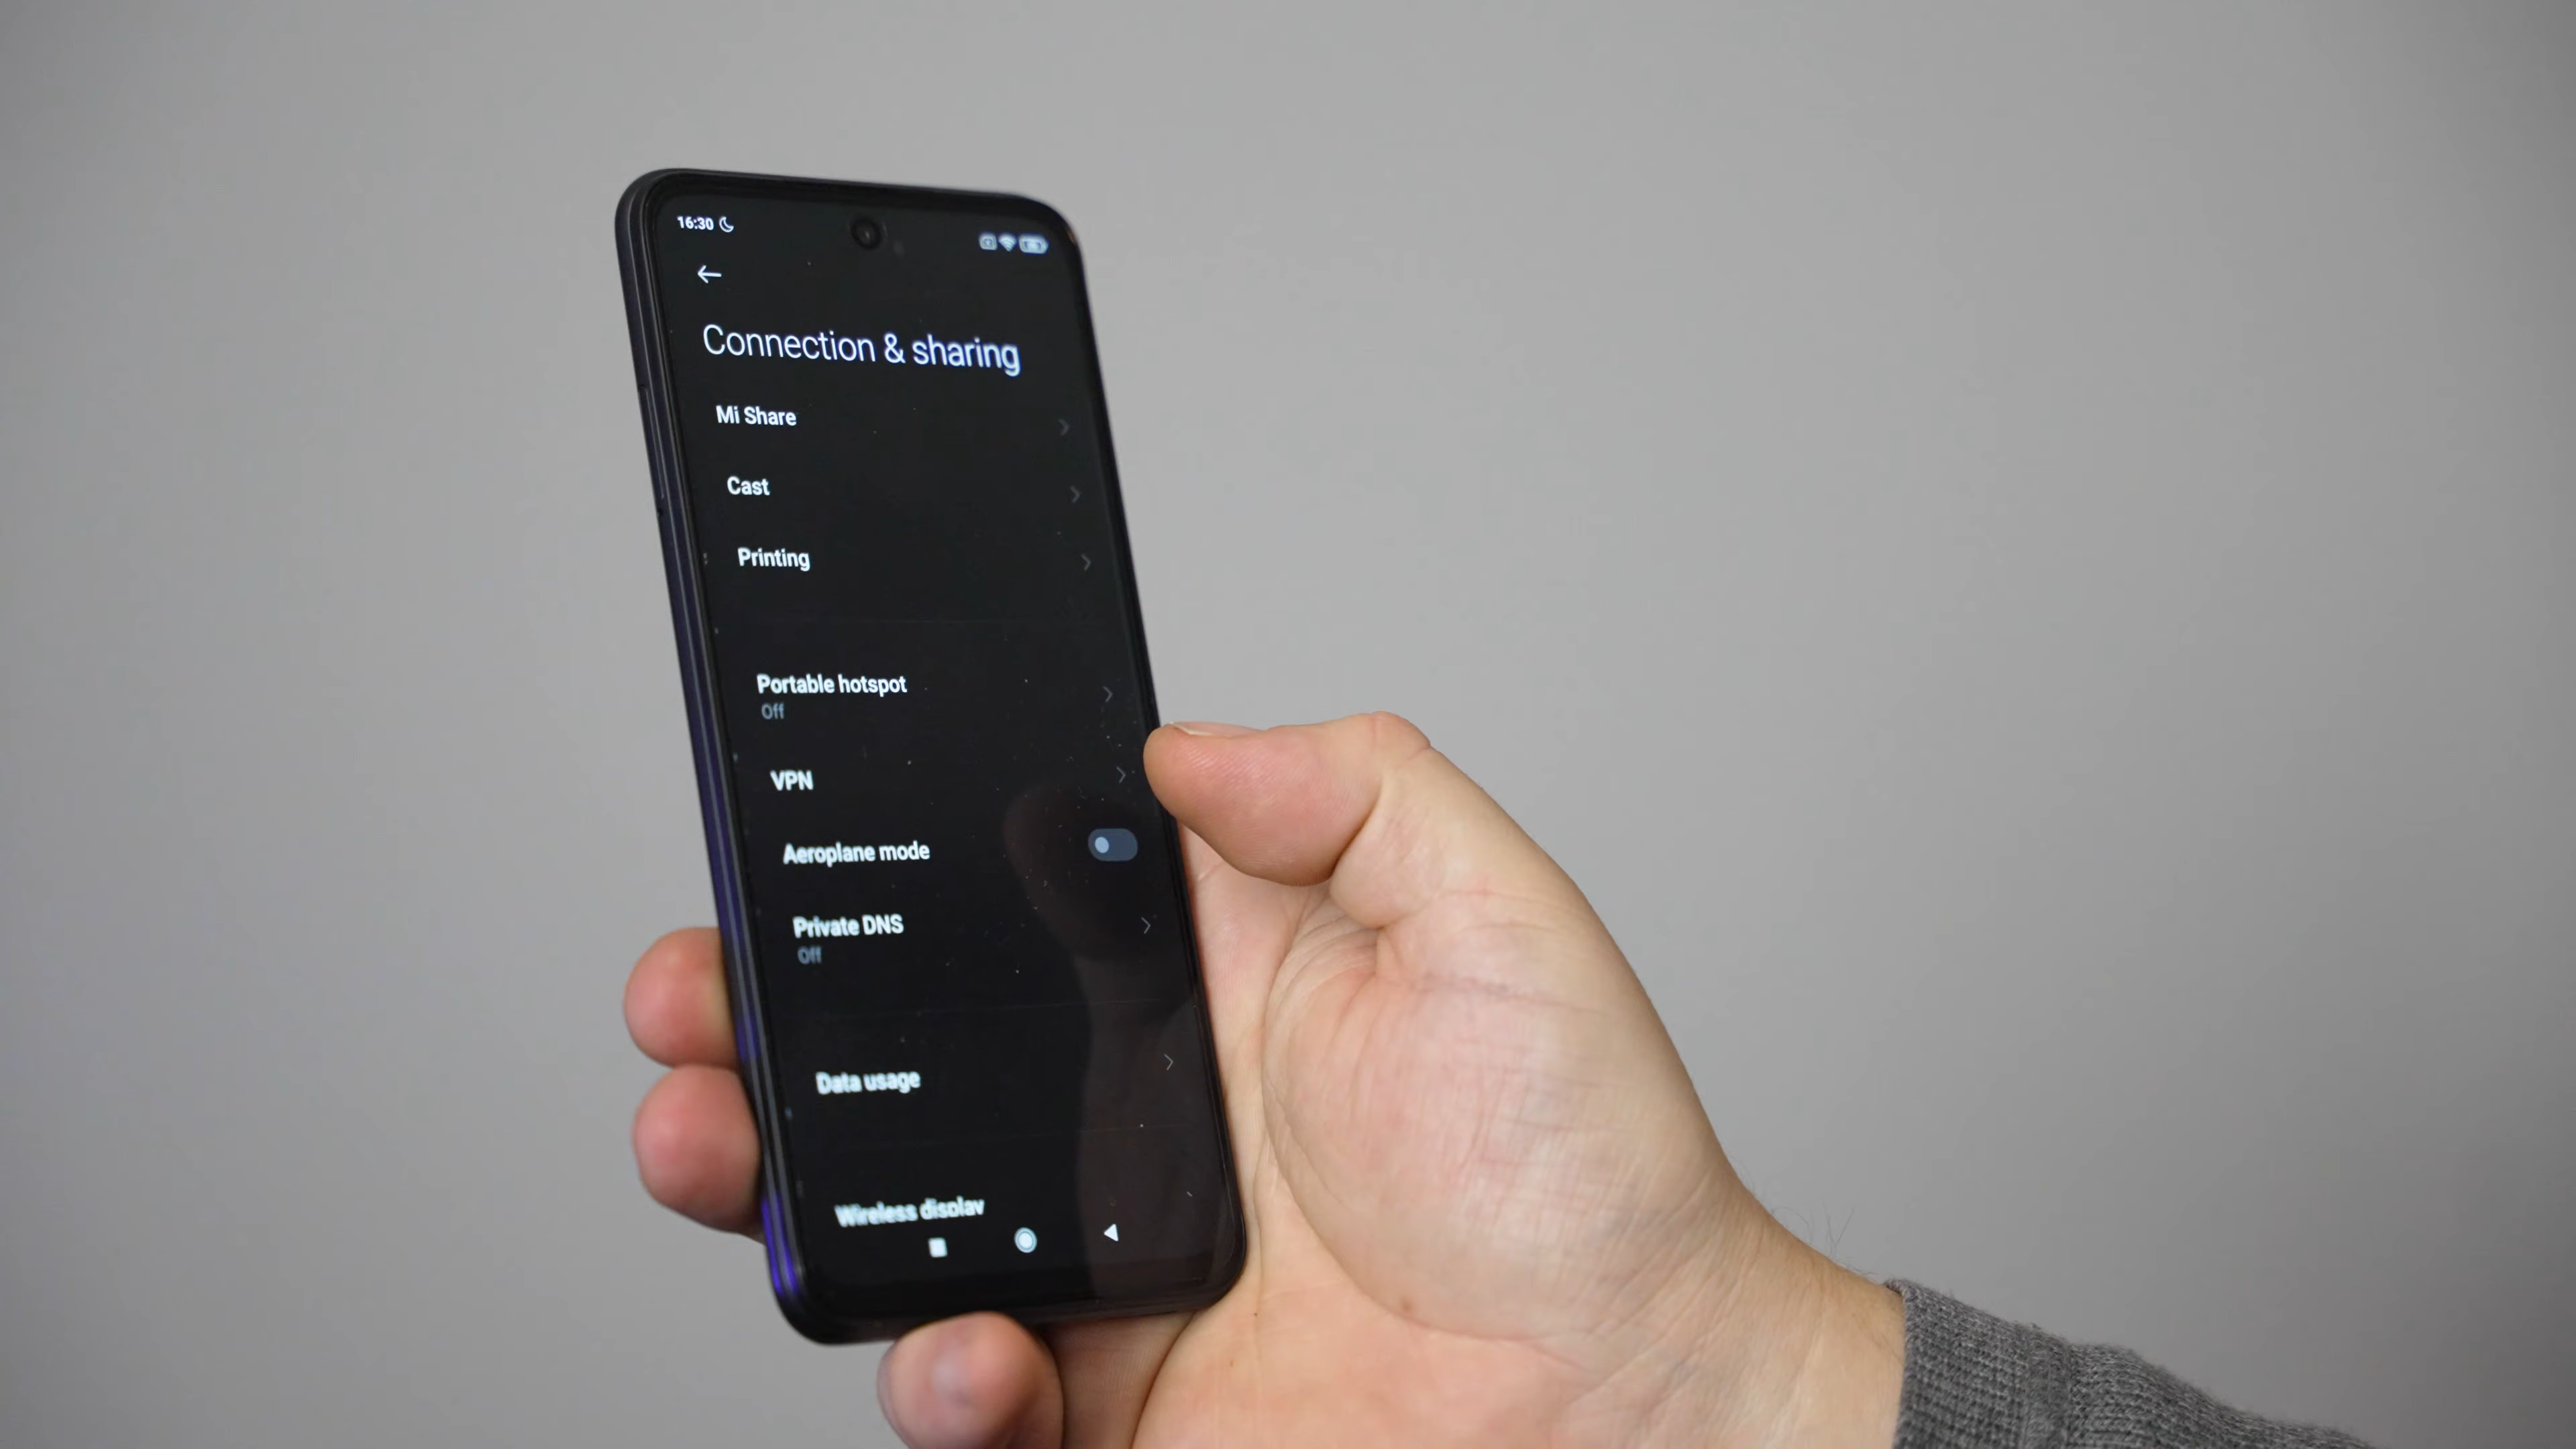 16:30
Connection & sharing
Mi Share
Cast
Printing
Portable hotspot
Off
VPN
Aeroplane mode
Private DNS
Off
Data usage
Wireless display